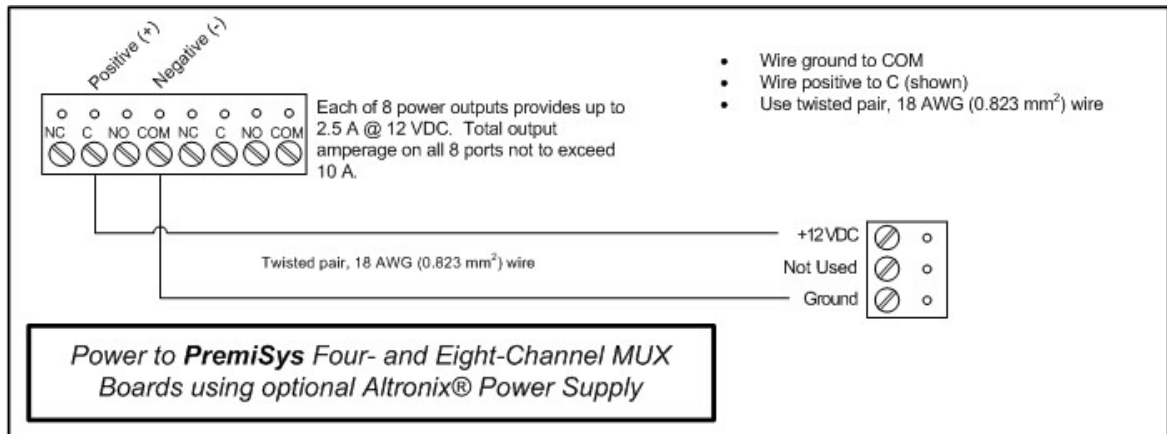 Positive (+)
Negative (-)
NC C NO COM NC C NO COM
Each of 8 power outputs provides up to
2.5 A @ 12 VDC. Total output
amperage on all 8 ports not to exceed
10 A.
• Wire ground to COM
• Wire positive to C (shown)
• Use twisted pair, 18 AWG (0.823 mm²) wire
Twisted pair, 18 AWG (0.823 mm²) wire
+12VDC
Not Used
Ground
Power to PremiSys Four- and Eight-Channel MUX
Boards using optional Altronix® Power Supply